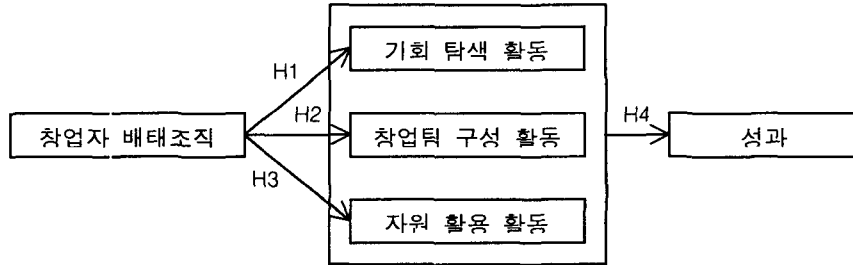 기회 탐색 활동
H1
창업자 배태조직
H2
창업팀 구성 활동
H4
성과
H3
자원 활용 활동